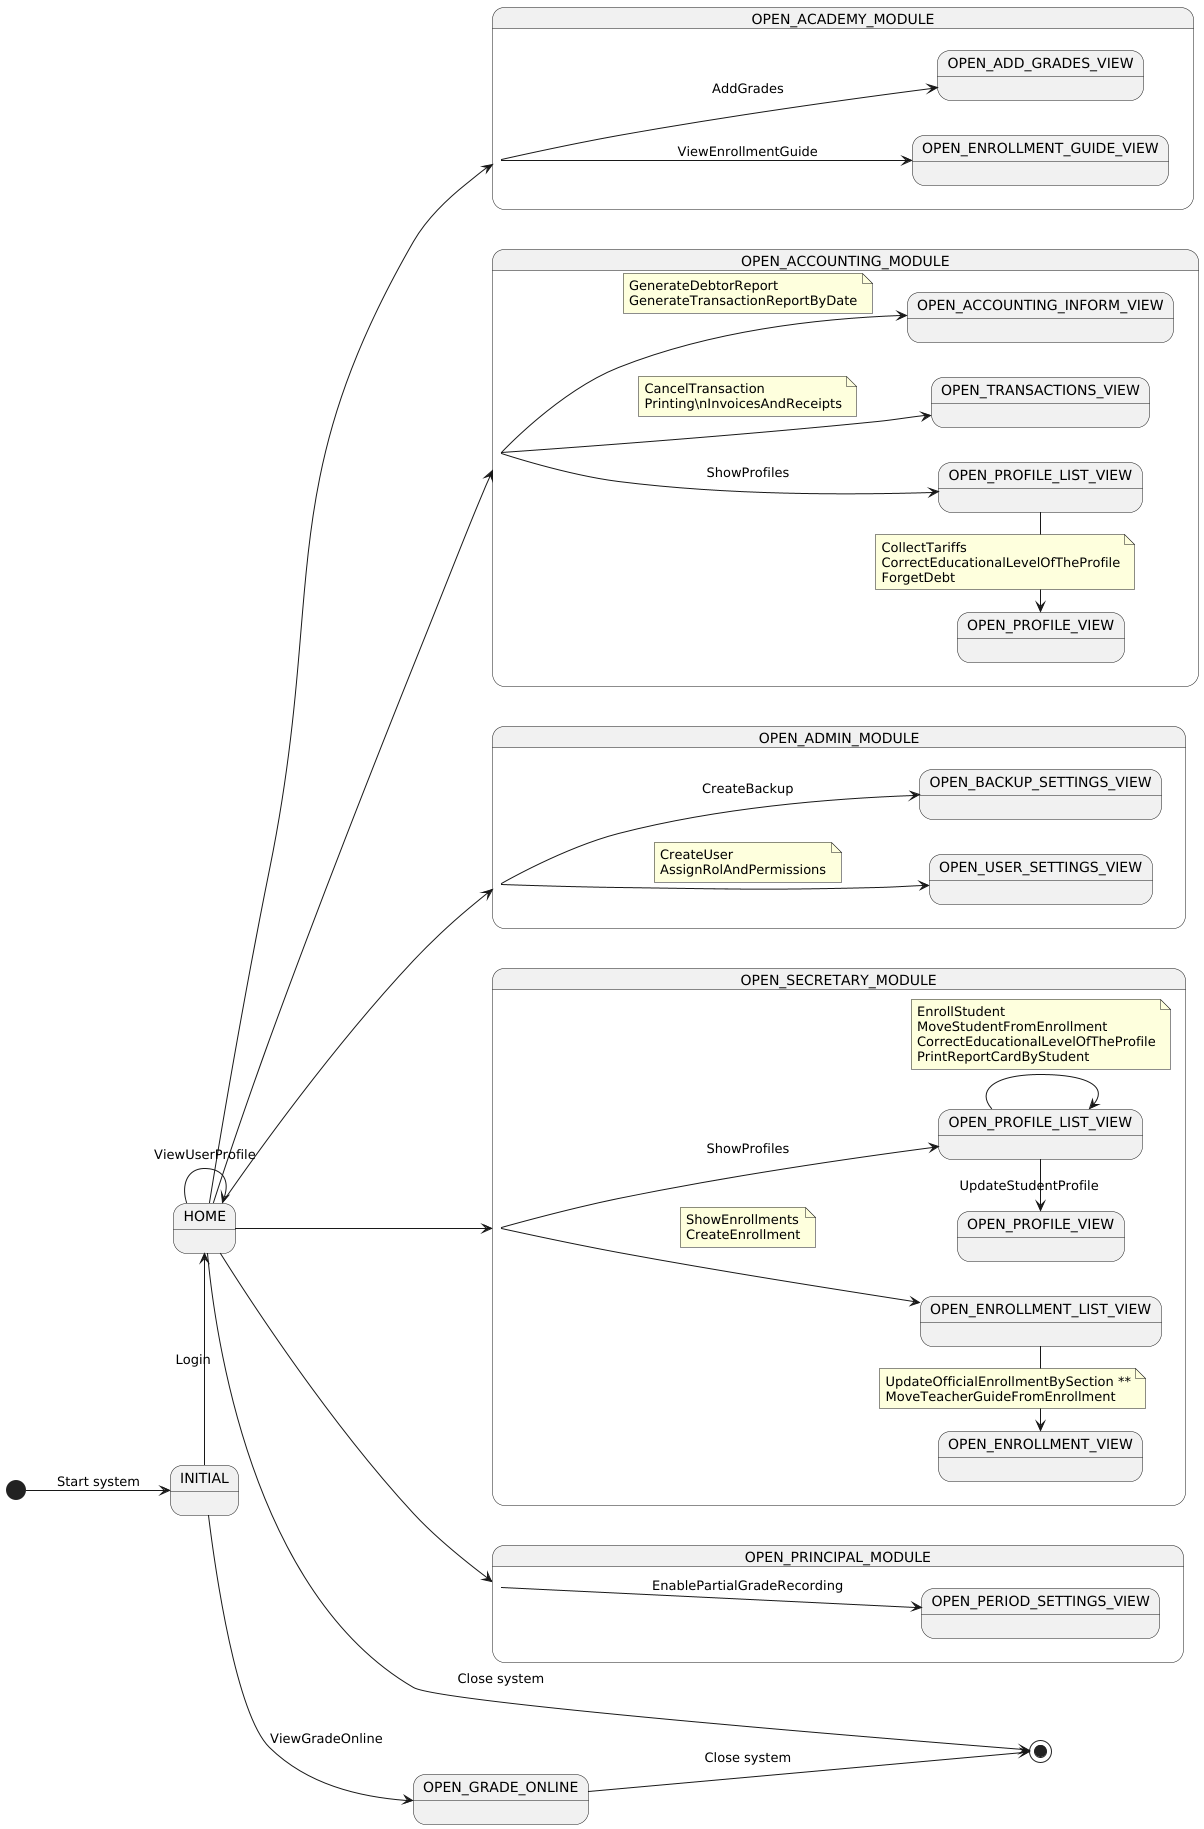 OPEN_ACADEMY_MODULE
OPEN_ADD_GRADES_VIEW
AddGrades
OPEN_ENROLLMENT_GUIDE_VIEW
ViewEnrollmentGuide
OPEN_ACCOUNTING_MODULE
GenerateDebtorReport
GenerateTransactionReportByDate
OPEN_ACCOUNTING_INFORM_VIEW
CancelTransaction
Printing\nInvoicesAndReceipts
OPEN_TRANSACTIONS_VIEW
ShowProfiles
OPEN_PROFILE_LIST_VIEW
CollectTariffs
CorrectEducationalLevelOfTheProfile
ForgetDebt
OPEN_PROFILE_VIEW
OPEN_ADMIN_MODULE
CreateBackup
OPEN_BACKUP_SETTINGS_VIEW
CreateUser
AssignRolAndPermissions
OPEN_USER_SETTINGS_VIEW
OPEN_SECRETARY_MODULE
EnrollStudent
MoveStudentFromEnrollment
CorrectEducationalLevelOfTheProfile
PrintReportCardByStudent
OPEN_PROFILE_LIST_VIEW
ShowProfiles
ViewUserProfile
UpdateStudentProfile
HOME
ShowEnrollments
CreateEnrollment
OPEN_PROFILE_VIEW
OPEN_ENROLLMENT_LIST_VIEW
Login
UpdateOfficialEnrollmentBySection **
MoveTeacherGuideFromEnrollment
OPEN_ENROLLMENT_VIEW
Start system
INITIAL
OPEN_PRINCIPAL_MODULE
EnablePartialGradeRecording
OPEN_PERIOD_SETTINGS_VIEW
Close system
ViewGradeOnline
Close system
OPEN_GRADE_ONLINE